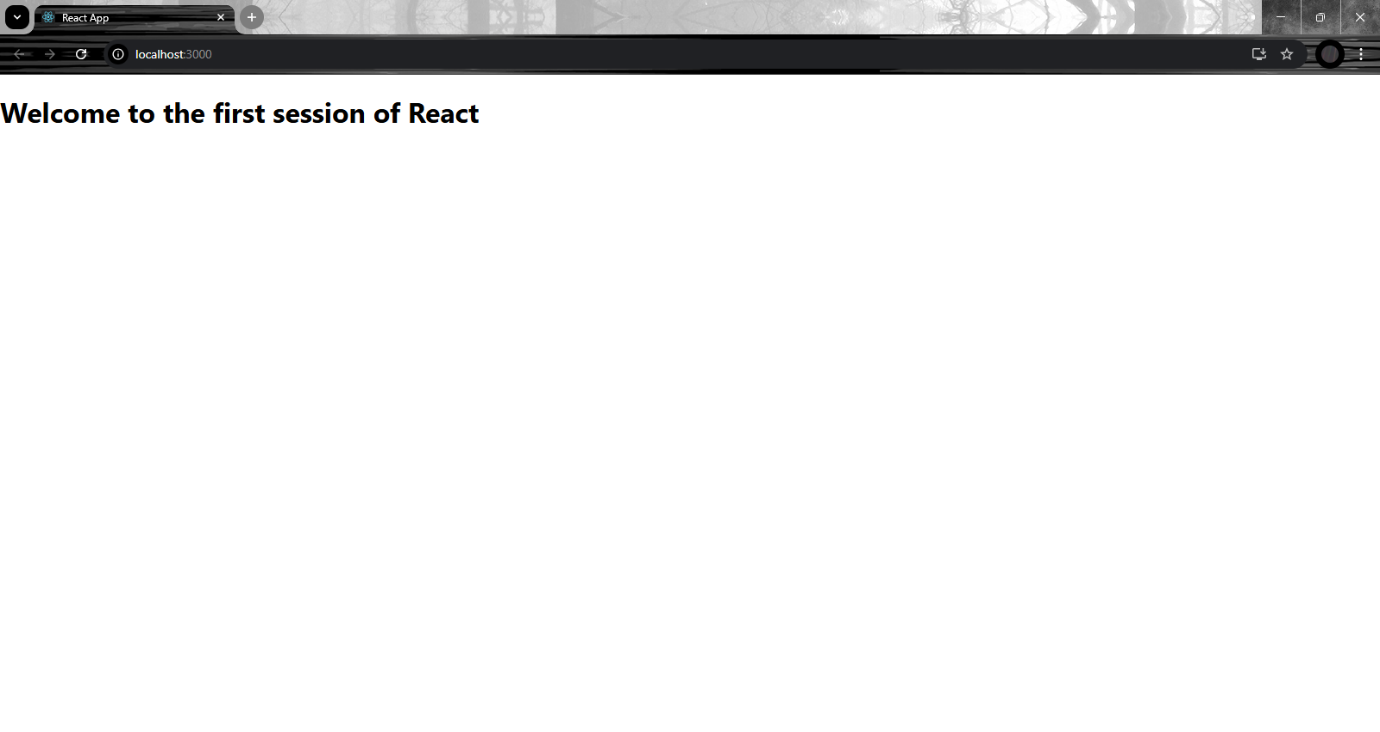 React App
localhost:3000
Welcome to the first session of React